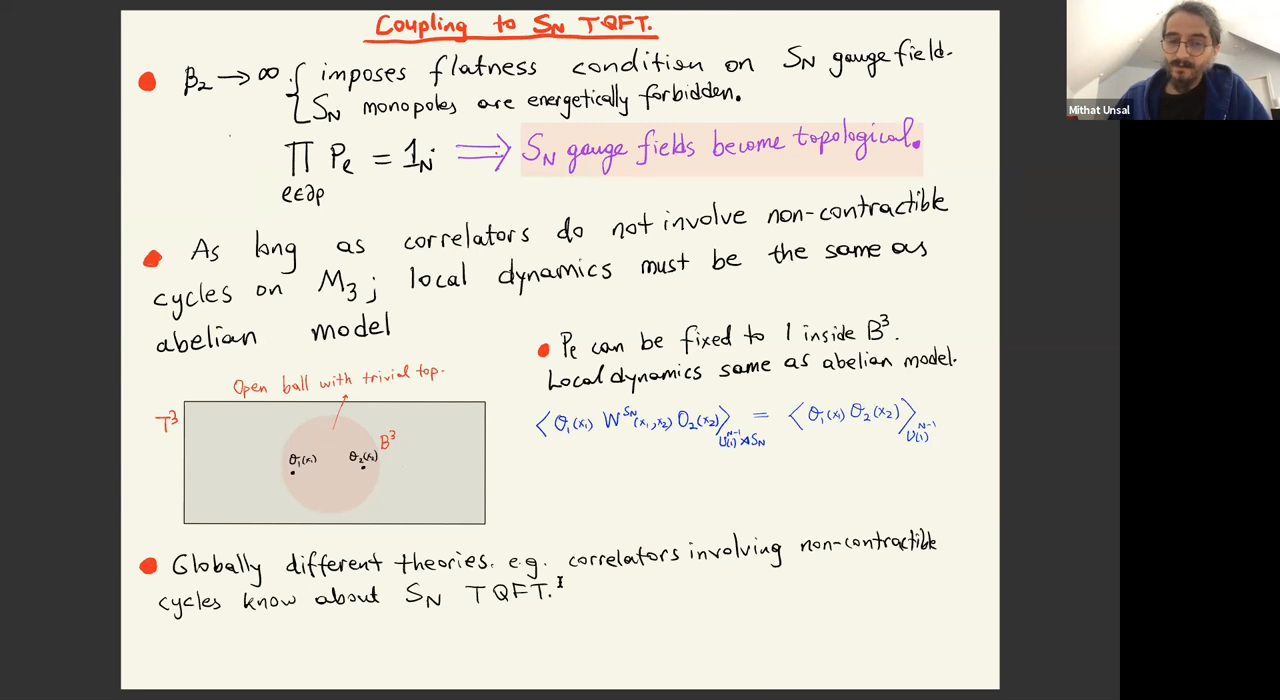 Coupling to S_N TQFT.
β₂ → ∞ { imposes flatness condition on S_N gauge field.
S_N monopoles are energetically forbidden.
∏ P_e = 1_N ⟹ S_N gauge fields become topological.
e∈∂p
As long as correlators do not involve non-contractible
cycles on M₃; local dynamics must be the same as
abelian model
Pe can be fixed to 1 inside B³.
Local dynamics same as abelian model.
Open ball with trivial top.
T³
⟨O₁(x₁) W^{S_N}(x₁,x₂) O₂(x₂)⟩_{U(1)^{N-1}⋊S_N} = ⟨O₁(x₁) O₂(x₂)⟩_{U(1)^{N-1}}
B³
O₁(x₁) O₂(x₂)
Globally different theories. e.g. correlators involving non-contractible
cycles know about S_N TQFT.
Mithat Unsal